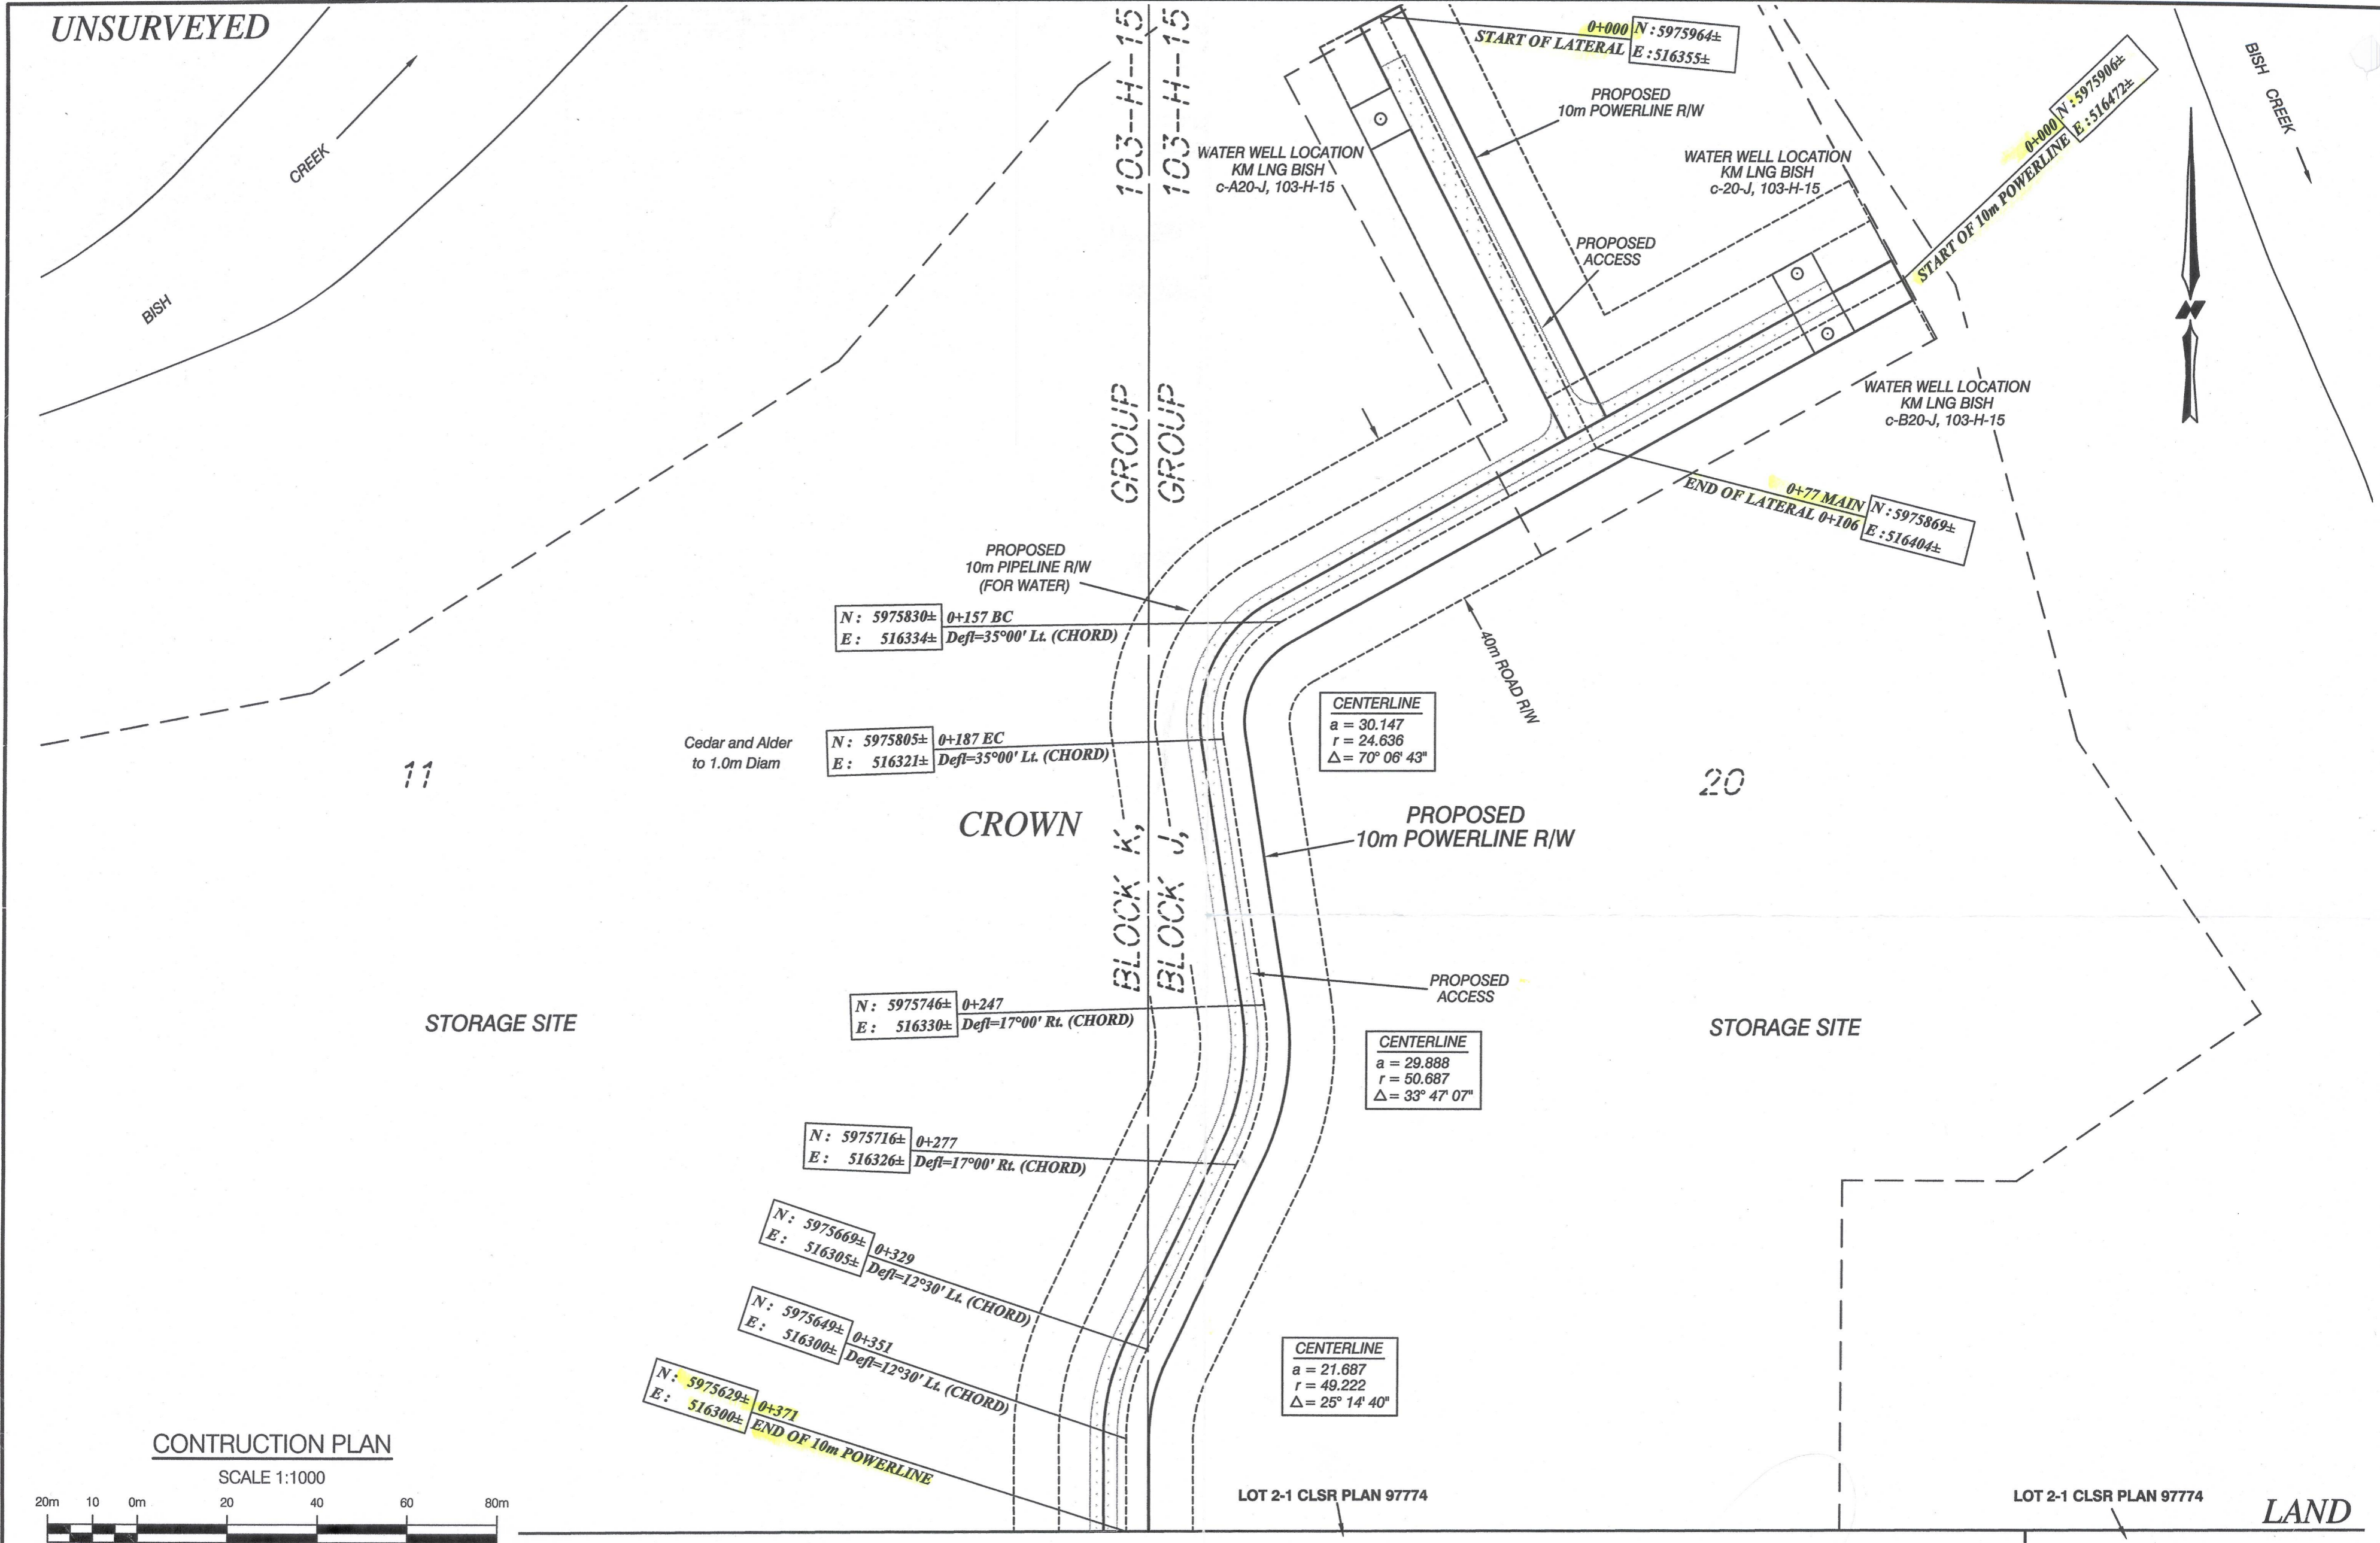 UNSURVEYED
CREEK
BISH
103-H-15
103-H-15
GROUP
GROUP
BLOCK K,
BLOCK J,
0+000
START OF LATERAL
N : 5975964±
E : 516355±
PROPOSED
10m POWERLINE R/W
WATER WELL LOCATION
KM LNG BISH
c-A20-J, 103-H-15
WATER WELL LOCATION
KM LNG BISH
c-20-J, 103-H-15
PROPOSED
ACCESS
0+000
START OF 10m POWERLINE
N : 5975906±
E : 516472±
BISH CREEK
N
WATER WELL LOCATION
KM LNG BISH
c-B20-J, 103-H-15
0+77 MAIN
END OF LATERAL 0+106
N : 5975869±
E : 516404±
PROPOSED
10m PIPELINE R/W
(FOR WATER)
N : 5975830± 0+157 BC
E : 516334± Defl=35°00' Lt. (CHORD)
40m ROAD R/W
CENTERLINE
a = 30.147
r = 24.636
Δ = 70° 06' 43"
Cedar and Alder
to 1.0m Diam
N : 5975805± 0+187 EC
E : 516321± Defl=35°00' Lt. (CHORD)
11
20
CROWN
PROPOSED
10m POWERLINE R/W
PROPOSED
ACCESS
N : 5975746± 0+247
E : 516330± Defl=17°00' Rt. (CHORD)
STORAGE SITE
STORAGE SITE
CENTERLINE
a = 29.888
r = 50.687
Δ = 33° 47' 07"
N : 5975716± 0+277
E : 516326± Defl=17°00' Rt. (CHORD)
N : 5975669± 0+329
E : 516305± Defl=12°30' Lt. (CHORD)
N : 5975649± 0+351
E : 516300± Defl=12°30' Lt. (CHORD)
N : 5975629± 0+371
E : 516300± END OF 10m POWERLINE
CENTERLINE
a = 21.687
r = 49.222
Δ = 25° 14' 40"
CONTRUCTION PLAN
SCALE 1:1000
20m 10 0m 20 40 60 80m
LOT 2-1 CLSR PLAN 97774
LOT 2-1 CLSR PLAN 97774
LAND